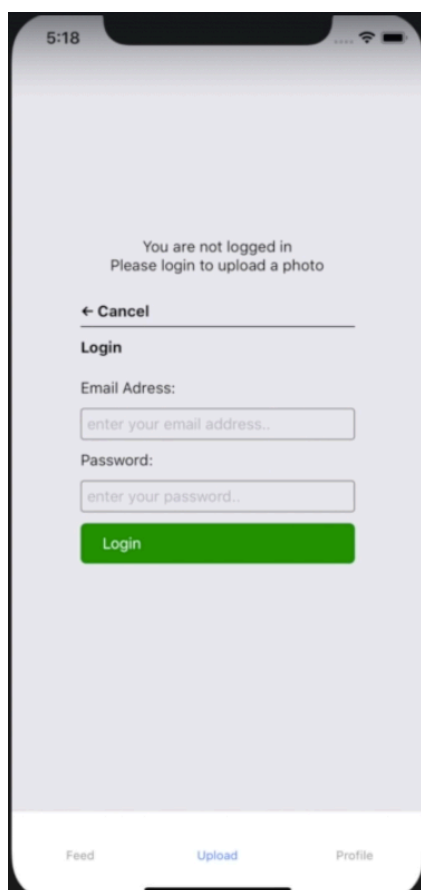 5:18
You are not logged in
Please login to upload a photo
← Cancel
Login
Email Adress:
enter your email address..
Password:
enter your password..
Login
Feed Upload Profile